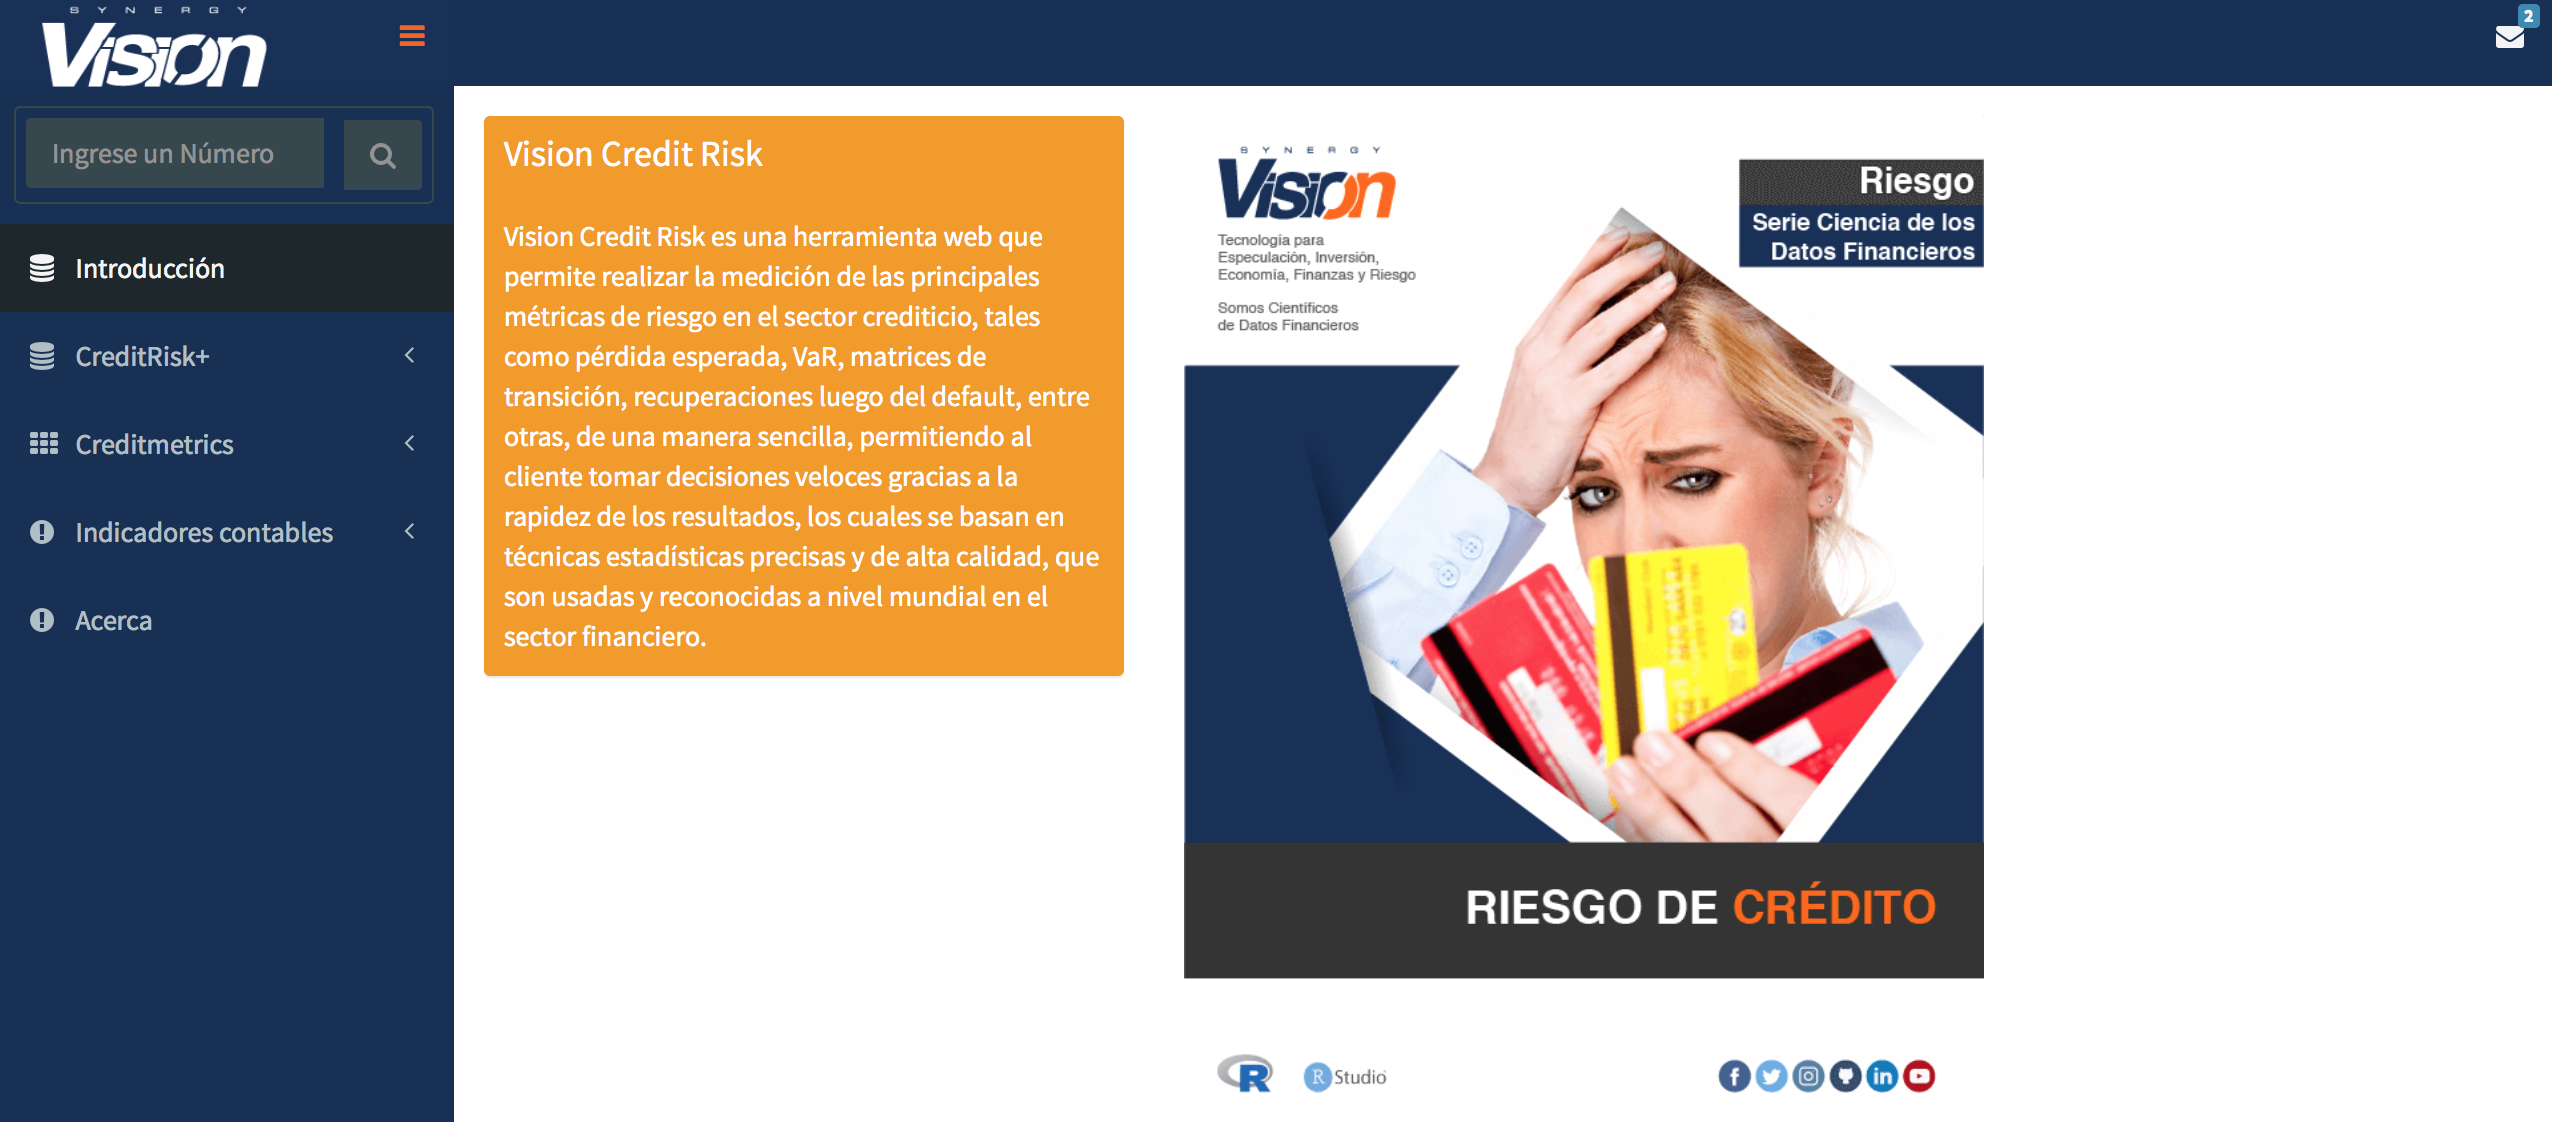 SYNERGY
Vision
2
Ingrese un Número
Introducción
CreditRisk+
Creditmetrics
Indicadores contables
Acerca
Vision Credit Risk
Vision Credit Risk es una herramienta web que
permite realizar la medición de las principales
métricas de riesgo en el sector crediticio, tales
como pérdida esperada, VaR, matrices de
transición, recuperaciones luego del default, entre
otras, de una manera sencilla, permitiendo al
cliente tomar decisiones veloces gracias a la
rapidez de los resultados, los cuales se basan en
técnicas estadísticas precisas y de alta calidad, que
son usadas y reconocidas a nivel mundial en el
sector financiero.
SYNERGY
Vision
Tecnología para
Especulación, Inversión,
Economía, Finanzas y Riesgo
Somos Científicos
de Datos Financieros
Riesgo
Serie Ciencia de los
Datos Financieros
RIESGO DE CRÉDITO
R
R Studio
f
in